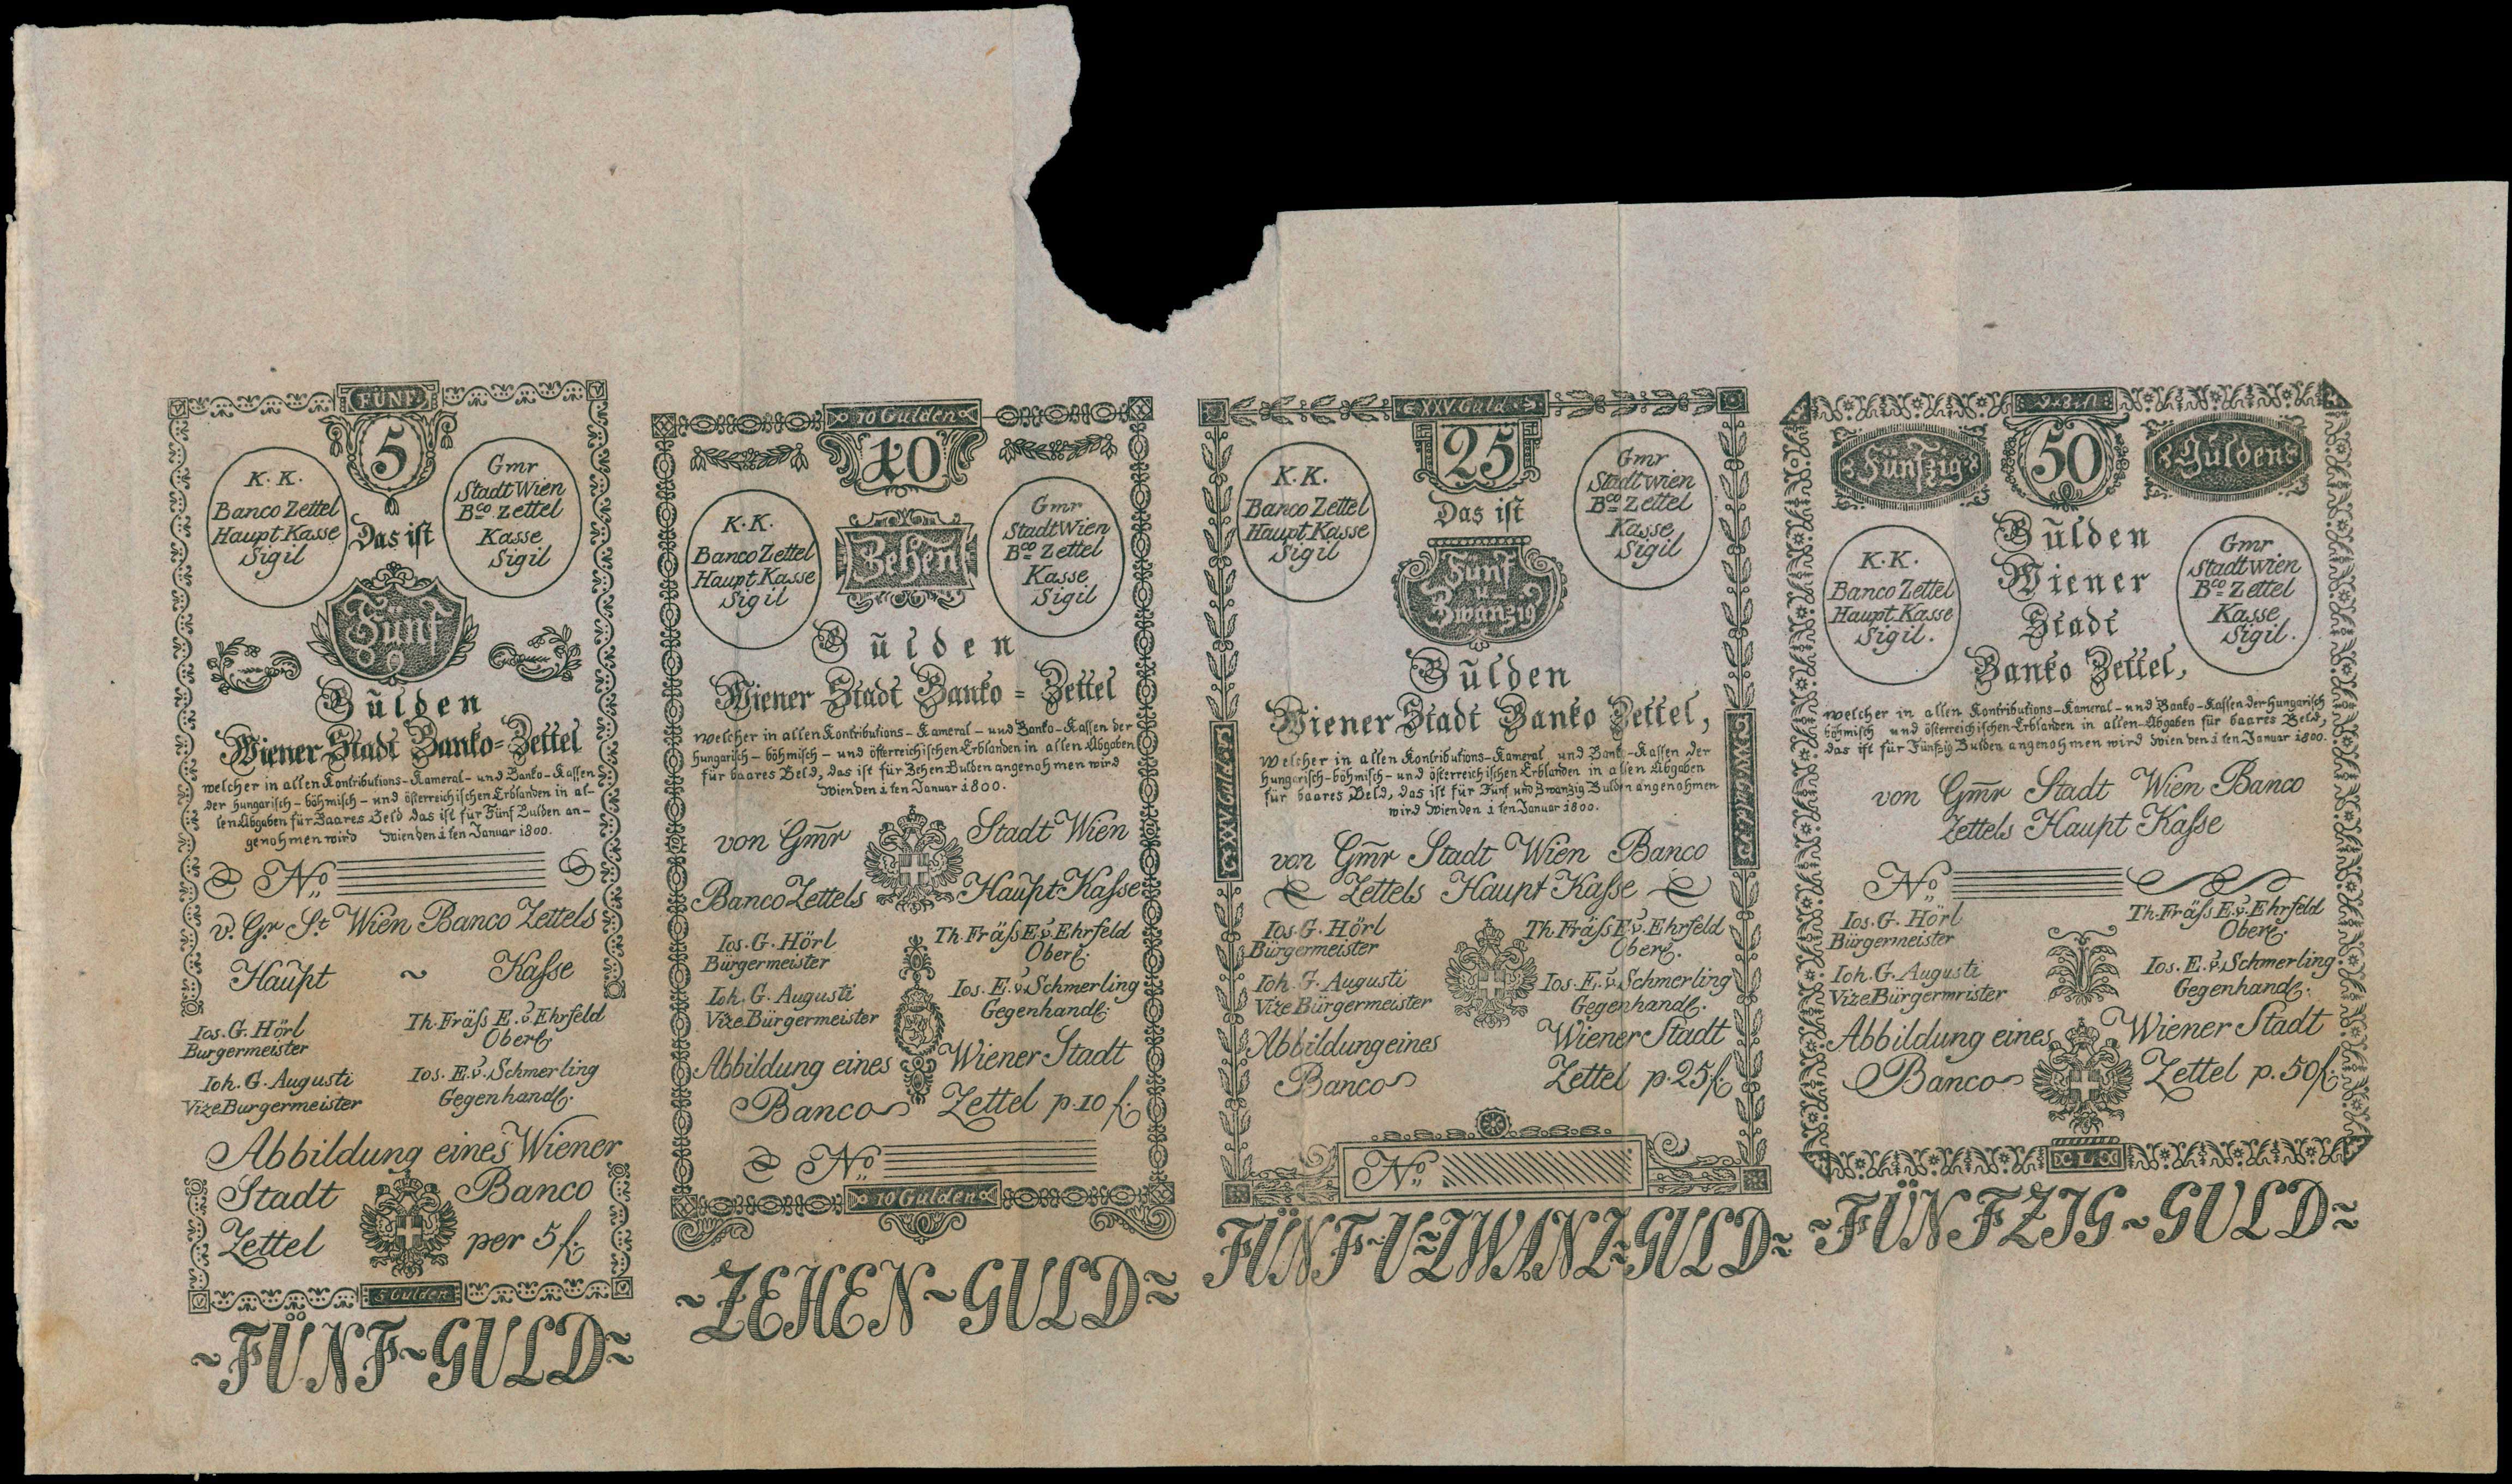 FÜNF
5
K. K.
Banco Zettel
Haupt Kasse
Sigil
Gmr
Stadt Wien
Bco Zettel
Kasse
Sigil
Das ist
Fünf
Gulden
Wiener Stadt Banko=Zettel
welcher in allen Kontributions-Kameral-und Banko-Kassen
der hungarisch-böhmisch-und österreichischen Erblanden in al-
len Abgaben für Baares Geld das ist für Fünf Gulden an-
genohmen wird Wien den 1ten Januar 1800.
No
v. Gr St Wien Banco Zettels
Haupt ~ Kasse
Ios. G. Hörl
Burgermeister
Th. Fräss E. v. Ehrfeld
Ober
Ioh. G. Augusti
Vize Burgermeister
Ios. E. v. Schmerling
Gegenhandl.
Abbildung eines Wiener
Stadt Banco
Zettel per 5 f.
5 Gulden
~FÜNF~GULD~
10 Gulden
10
K. K.
Banco Zettel
Haupt Kasse
Sigil
Gmr
Stadt Wien
Bco Zettel
Kasse
Sigil
Zehen
Gulden
Wiener Stadt Banko=Zettel
welcher in allen Kontributions-Kameral-und Banko-Kassen der
hungarisch-böhmisch-und österreichischen Erblanden in allen Abgaben
für baares Geld, das ist für Zehen Gulden angenohmen wird
Wien den 1ten Januar 1800.
von Gmr Stadt Wien
Banco Zettels Haupt Kasse
Ios. G. Hörl
Bürgermeister
Th. Fräss E. v. Ehrfeld
Ober
Ioh. G. Augusti
Vize Bürgermeister
Ios. E. v. Schmerling
Gegenhandl.
Abbildung eines Wiener Stadt
Banco Zettel p. 10 f.
No
10 Gulden
~ZEHEN~GULD~
XXV Guld
25
K. K.
Banco Zettel
Haupt Kasse
Sigil
Gmr
Stadt wien
Bco Zettel
Kasse
Sigil
Das ist
Fünf
u
Zwanzig
Gulden
Wiener Stadt Banko Zettel,
welcher in allen Kontributions-Kameral und Banko-Kassen der
hungarisch-böhmisch-und österreichischen Erblanden in allen Abgaben
für baares Geld, das ist für Fünf und Zwanzig Gulden angenohmen
wird Wien den 1ten Januar 1800.
XXV Guld
XXV Guld
von Gmr Stadt Wien Banco
Zettels Haupt Kasse
Ios. G. Hörl
Bürgermeister
Th. Fräss E. v. Ehrfeld
Ober
Ioh. G. Augusti
Vize Bürgermeister
Ios. E. v. Schmerling
Gegenhandl.
Abbildung eines Wiener Stadt
Banco Zettel p. 25 f.
No
FÜNF~U~ZWANZ~GULD~
50
Fünfzig
Gulden
K. K.
Banco Zettel
Haupt Kasse
Sigil.
Gmr
Stadt wien
Bco Zettel
Kasse
Sigil.
Gulden
Wiener
Stadt
Banko Zettel,
welcher in allen Kontributions-Kameral-und Banko-Kassen der hungarisch
böhmisch und österreichischen Erblanden in allen Abgaben für baares Geld,
das ist für Fünfzig Gulden angenohmen wird Wien den 1ten Januar 1800.
von Gmr Stadt Wien Banco
Zettels Haupt Kasse
No
Ios. G. Hörl
Bürgermeister
Th. Fräss E. v. Ehrfeld
Ober
Ioh. G. Augusti
Vize Bürgermrister
Ios. E. v. Schmerling
Gegenhandl.
Abbildung eines Wiener Stadt
Banco Zettel p. 50 f.
L
~FÜNFZIG~GULD~